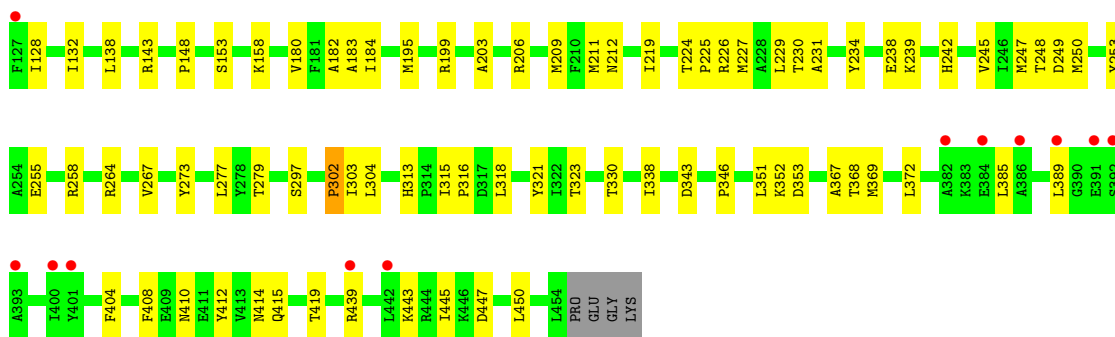 F127 I128 I132 L138 R143 P148 S153 K158 V180 F181 A182 A183 I184 M195 R199 A203 R206 M209 F210 M211 N212 I219 T224 P225 R226 M227 A228 L229 T230 A231 Y234 E238 K239 H242 V245 I246 M247 T248 D249 M250
A254 E255 R258 R264 V267 Y273 L277 Y278 T279 S297 P302 I303 L304 H313 P314 I315 P316 D317 L318 Y321 I322 T323 T330 I338 D343 P346 L351 K352 D353 A367 T368 M369 L372 A382 K383 E384 L385 A386 L389 G390 E391
A393 I400 Y401 F404 F408 E409 N410 E411 Y412 V413 N414 Q415 T419 R439 L442 K443 R444 I445 K446 D447 L450 L454 PRO GLU GLY LYS